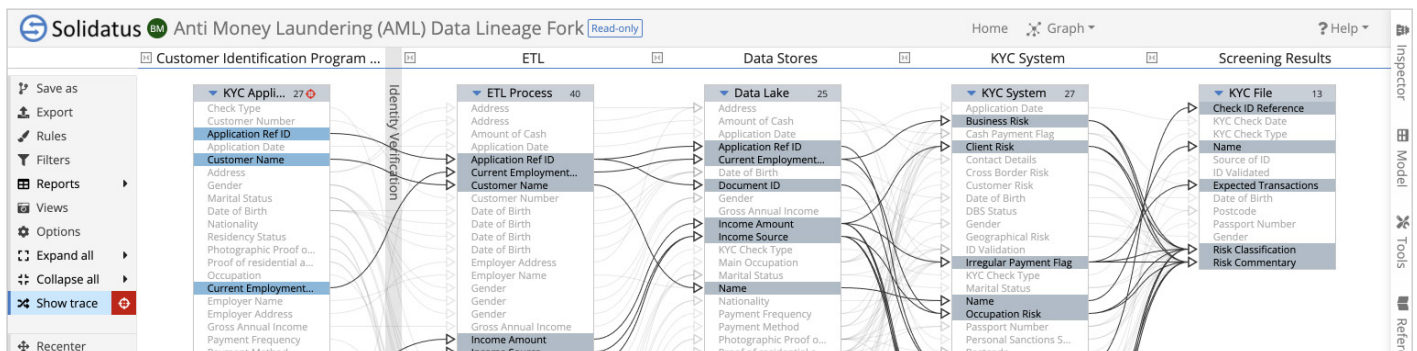 Solidatus BM Anti Money Laundering (AML) Data Lineage Fork Read-only Home Graph ? Help
Customer Identification Program ... ETL Data Stores KYC System Screening Results
Save as
Export
Rules
Filters
Reports
Views
Options
Expand all
Collapse all
Show trace
Recenter
KYC Appli... 27
Check Type
Customer Number
Application Ref ID
Application Date
Customer Name
Address
Gender
Marital Status
Date of Birth
Nationality
Residency Status
Photographic Proof o...
Proof of residential a...
Occupation
Current Employment...
Employer Name
Employer Address
Gross Annual Income
Payment Frequency
Payment Method
Identity Verification
ETL Process 40
Address
Address
Amount of Cash
Application Date
Application Ref ID
Current Employment...
Customer Name
Customer Number
Date of Birth
Date of Birth
Date of Birth
Date of Birth
Employer Address
Employer Name
Gender
Gender
Gender
Gross Annual Income
Income Amount
Income Source
Data Lake 25
Address
Amount of Cash
Application Date
Application Ref ID
Current Employment...
Date of Birth
Document ID
Gender
Gross Annual Income
Income Amount
Income Source
KYC Check Type
Main Occupation
Marital Status
Name
Nationality
Payment Frequency
Payment Method
Photographic Proof o...
Proof of residential a...
KYC System 27
Application Date
Business Risk
Cash Payment Flag
Client Risk
Contact Details
Cross Border Risk
Customer Risk
Date of Birth
DBS Status
Gender
Geographical Risk
ID Validation
Irregular Payment Flag
KYC Check Type
Marital Status
Name
Occupation Risk
Passport Number
Personal Sanctions S...
Postcode
KYC File 13
Check ID Reference
KYC Check Date
KYC Check Type
Name
Source of ID
ID Validated
Expected Transactions
Date of Birth
Postcode
Passport Number
Gender
Risk Classification
Risk Commentary
Inspector
Model
Tools
Refer